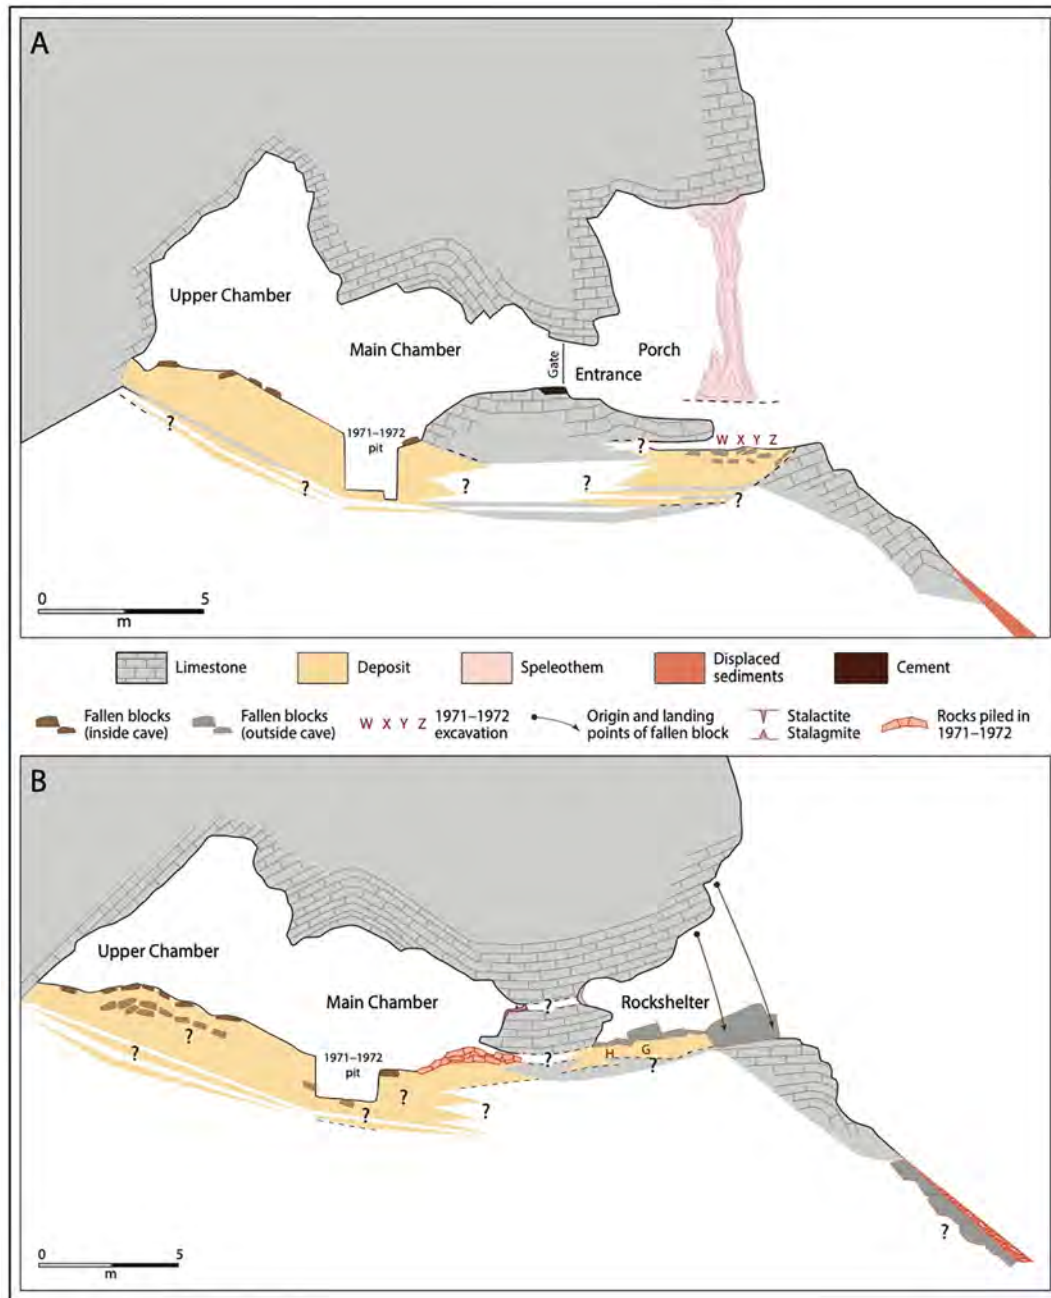 A
Upper Chamber
Main Chamber
Gate
Porch
Entrance
1971–1972
pit
?
W X Y Z
?
?
?
?
?
0 5
m
Limestone
Deposit
Speleothem
Displaced
sediments
Cement
Fallen blocks
(inside cave)
Fallen blocks
(outside cave)
W X Y Z
1971–1972
excavation
Origin and landing
points of fallen block
Stalactite
Stalagmite
Rocks piled in
1971–1972
B
Upper Chamber
Main Chamber
?
Rockshelter
?
?
1971–1972
pit
?
H G
?
?
?
?
?
0 5
m